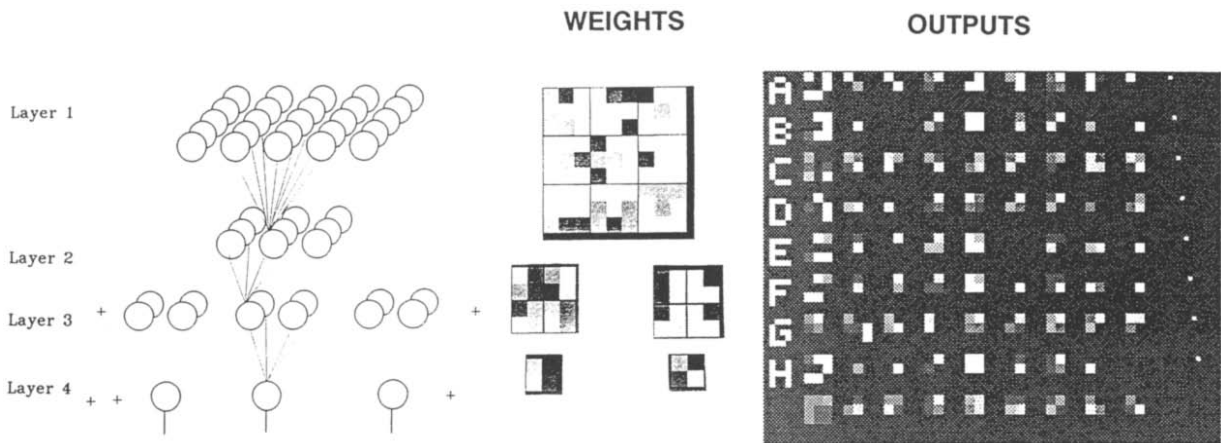 WEIGHTS
OUTPUTS
Layer 1
Layer 2
Layer 3
Layer 4
+ +
+ + +
A
B
C
D
E
F
G
H